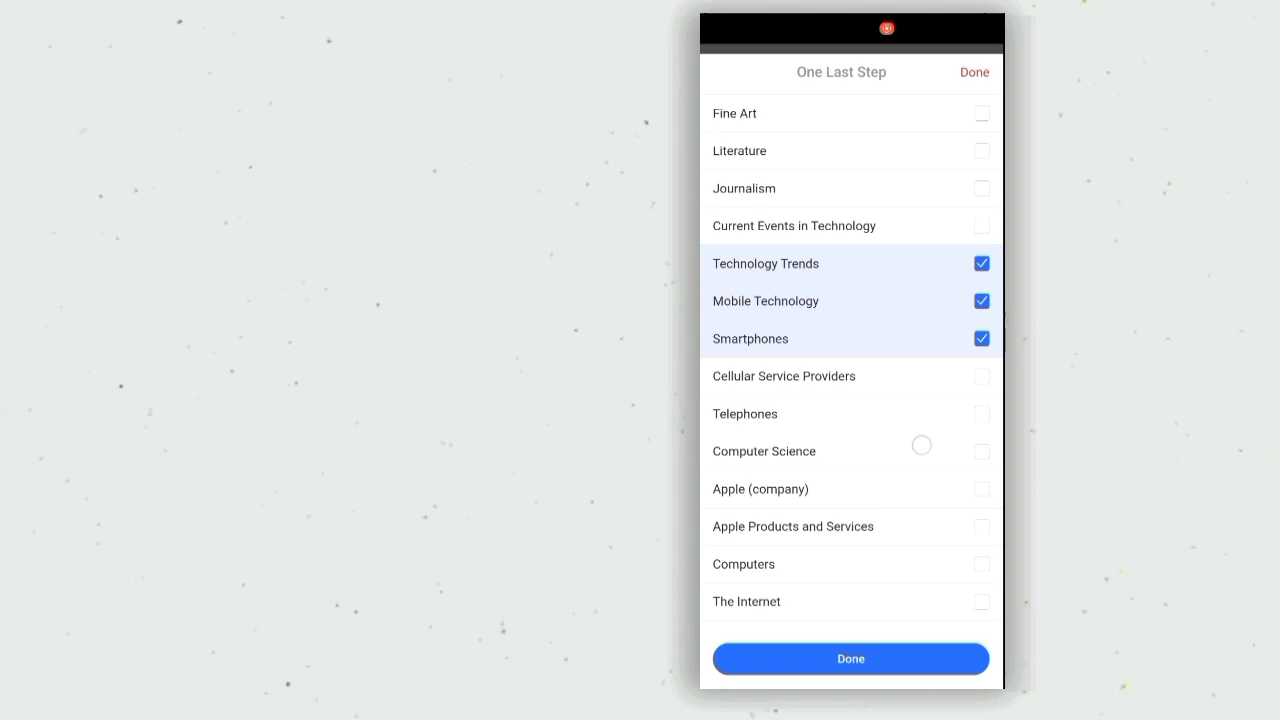 One Last Step Done
Fine Art
Literature
Journalism
Current Events in Technology
Technology Trends
Mobile Technology
Smartphones
Cellular Service Providers
Telephones
Computer Science
Apple (company)
Apple Products and Services
Computers
The Internet
Done